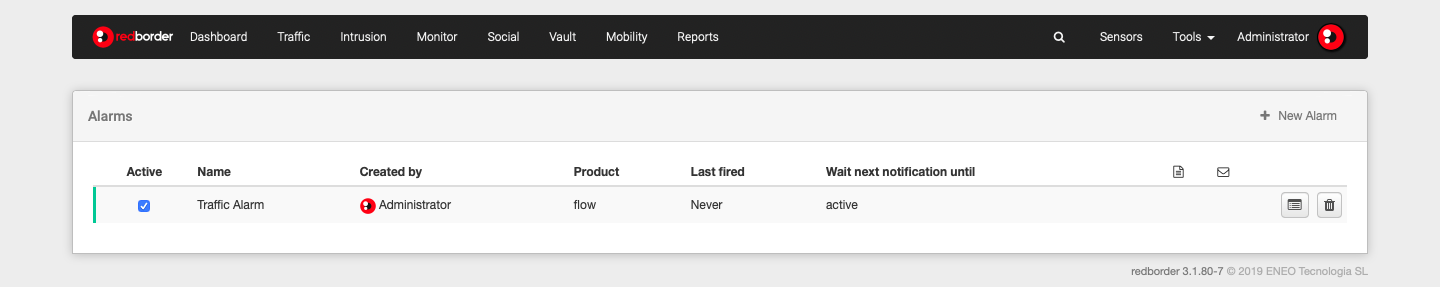 redborder Dashboard Traffic Intrusion Monitor Social Vault Mobility Reports Sensors Tools Administrator
Alarms + New Alarm
Active Name Created by Product Last fired Wait next notification until
Traffic Alarm Administrator flow Never active
redborder 3.1.80-7 © 2019 ENEO Tecnologia SL